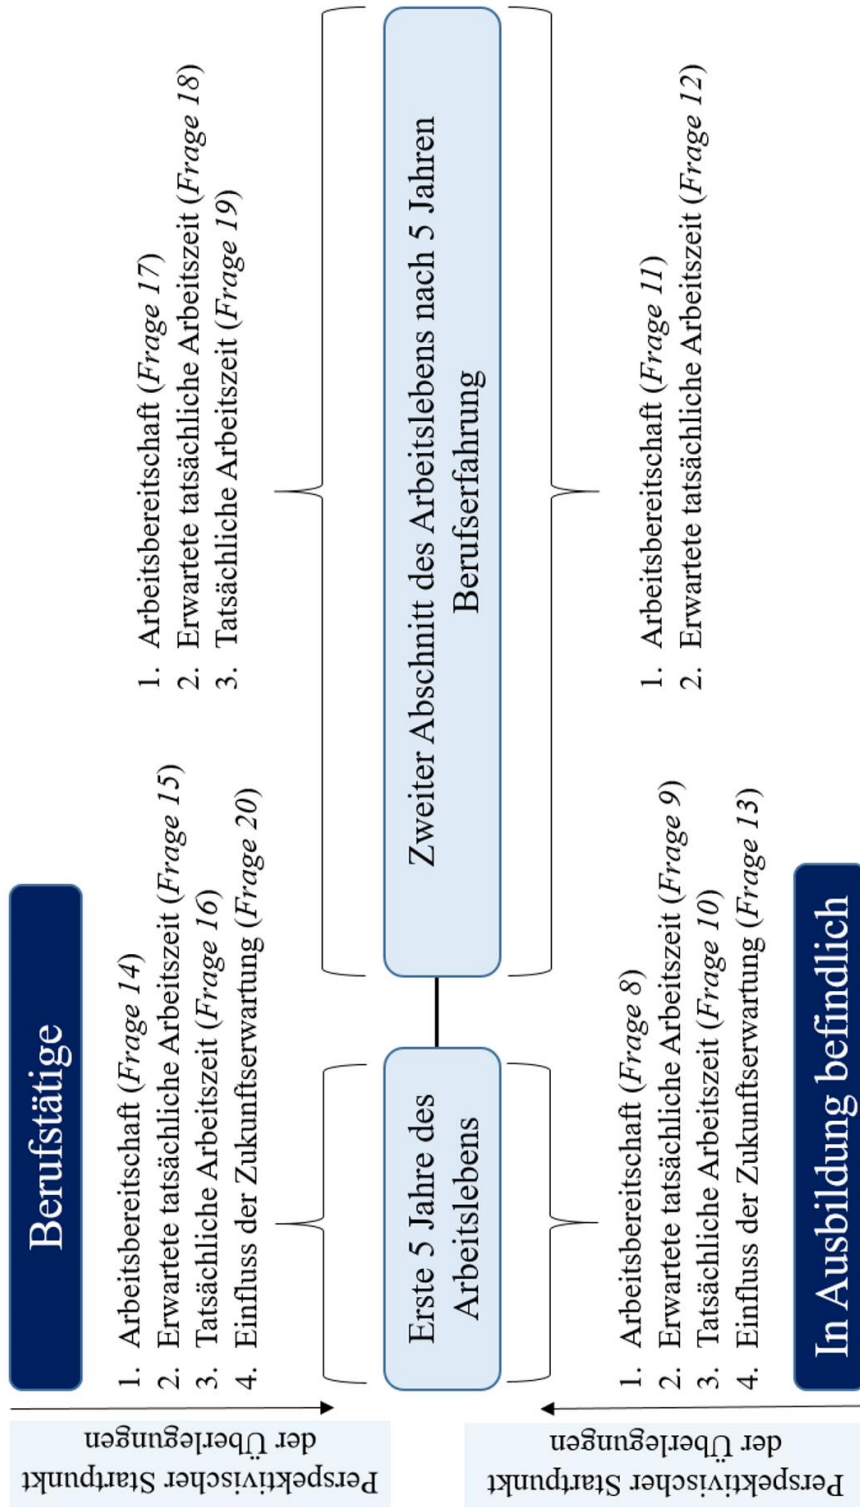 Berufstätige
Perspektivischer Startpunkt
der Überlegungen
1. Arbeitsbereitschaft (Frage 14)
2. Erwartete tatsächliche Arbeitszeit (Frage 15)
3. Tatsächliche Arbeitszeit (Frage 16)
4. Einfluss der Zukunftserwartung (Frage 20)
1. Arbeitsbereitschaft (Frage 17)
2. Erwartete tatsächliche Arbeitszeit (Frage 18)
3. Tatsächliche Arbeitszeit (Frage 19)
Erste 5 Jahre des
Arbeitslebens
Zweiter Abschnitt des Arbeitslebens nach 5 Jahren
Berufserfahrung
Perspektivischer Startpunkt
der Überlegungen
1. Arbeitsbereitschaft (Frage 8)
2. Erwartete tatsächliche Arbeitszeit (Frage 9)
3. Tatsächliche Arbeitszeit (Frage 10)
4. Einfluss der Zukunftserwartung (Frage 13)
1. Arbeitsbereitschaft (Frage 11)
2. Erwartete tatsächliche Arbeitszeit (Frage 12)
In Ausbildung befindlich